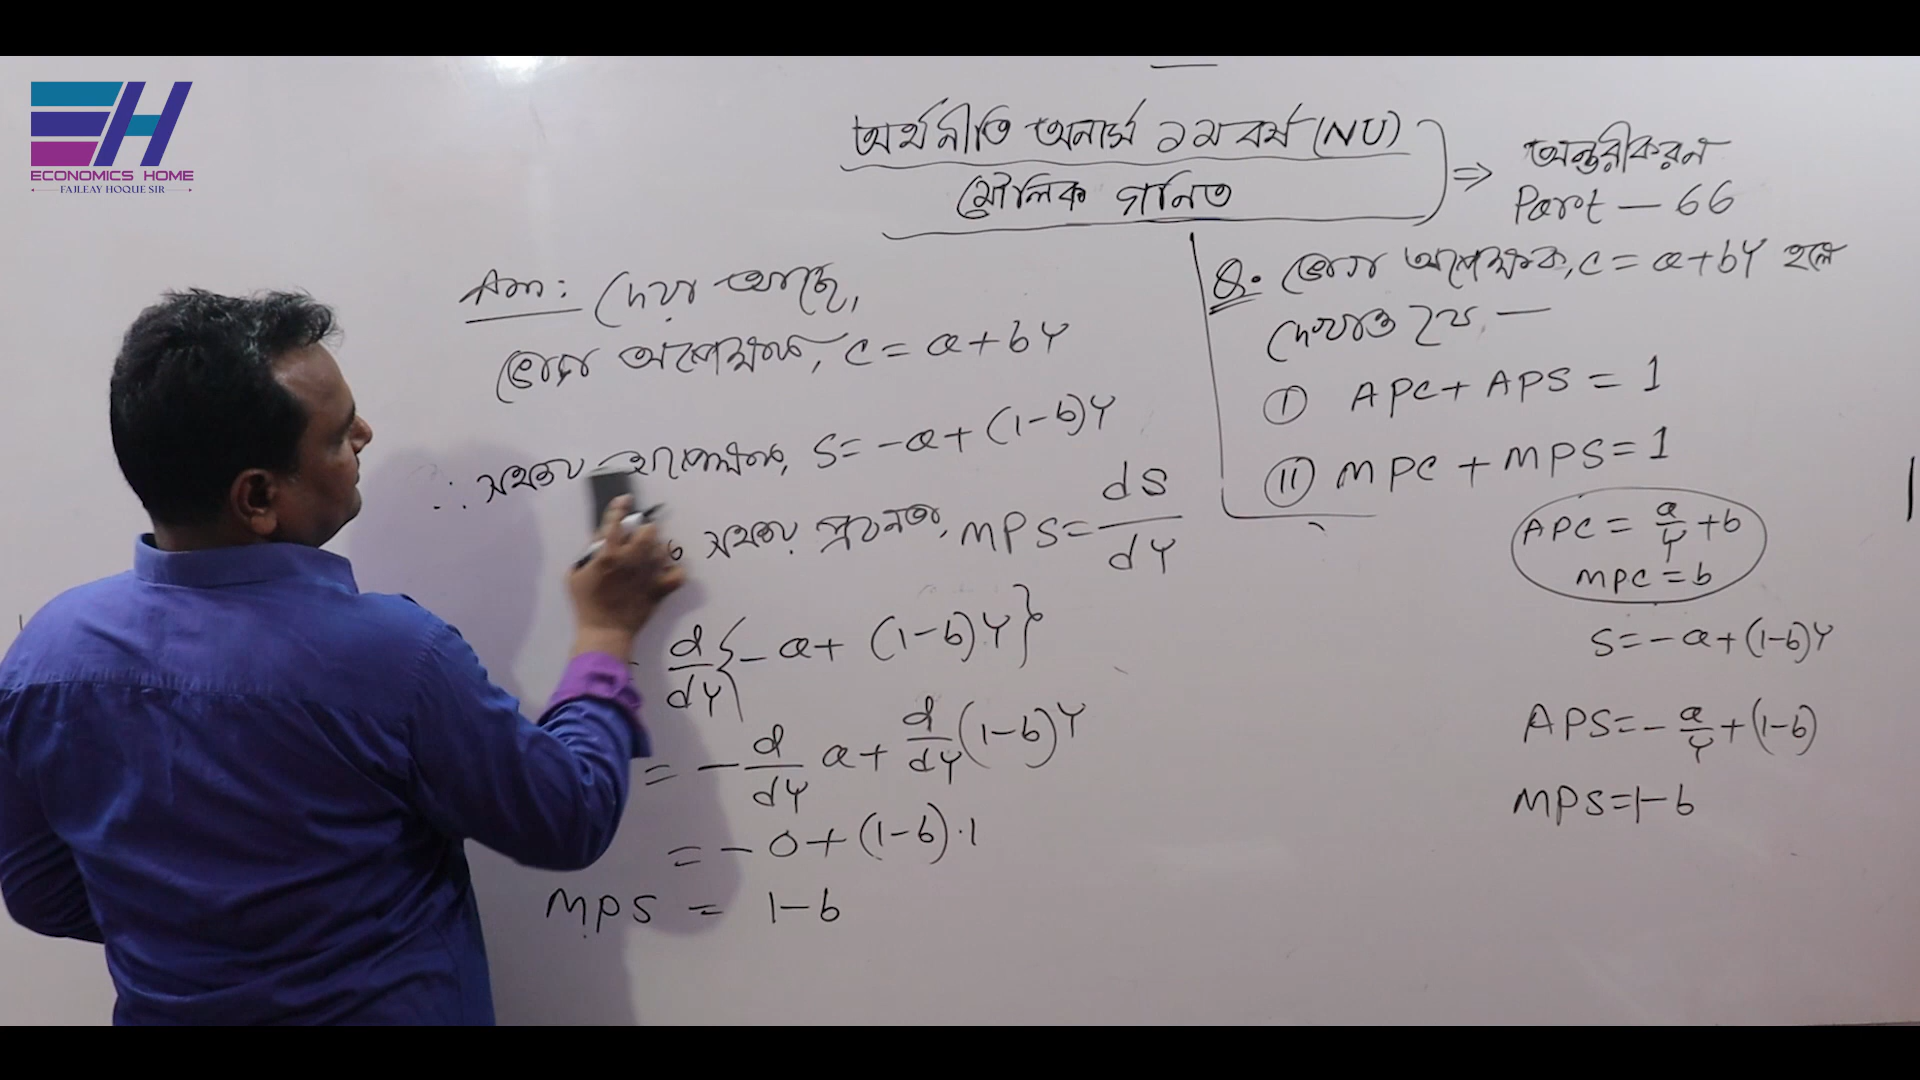 EH
ECONOMICS HOME
FAILEAY HOQUE SIR
অর্থনীতি অনার্স ১ম বর্ষ (NU)
মৌলিক গনিত
⇒ অন্তরীকরন
Part - 66
Q. ভোগ অপেক্ষক, C = a + bY হলে
দেখাও যে, —
(i) APC + APS = 1
(ii) MPC + MPS = 1
Ans: দেয়া আছে,
ভোগ অপেক্ষক, C = a + bY
∴ সঞ্চয় অপেক্ষক, S = -a + (1-b)Y
সঞ্চয় প্রবনতা, MPS = dS/dY
d/dY{-a + (1-b)Y}
= - d/dY a + d/dY (1-b)Y
= - 0 + (1-b)·1
MPS = 1-b
APC = a/Y + b
MPC = b
S = -a + (1-b)Y
APS = - a/Y + (1-b)
MPS = 1-b